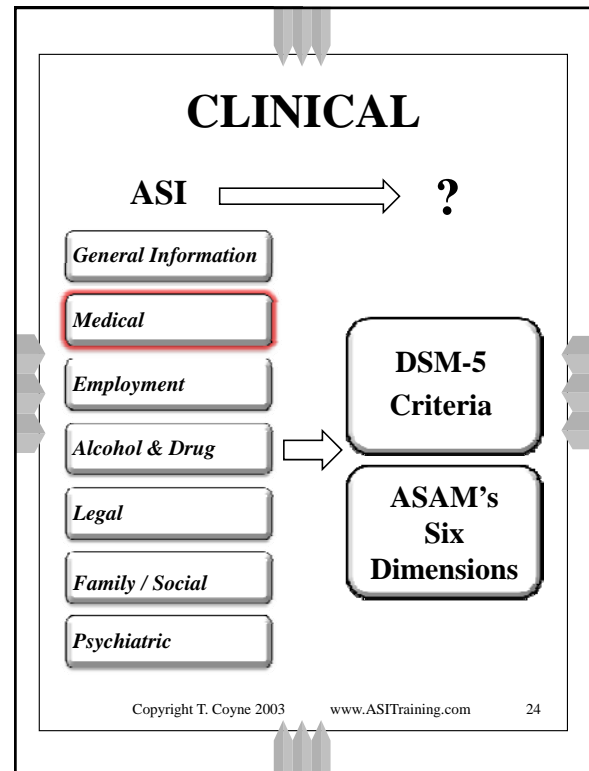 CLINICAL
ASI ?
General Information
Medical
Employment
Alcohol & Drug
Legal
Family / Social
Psychiatric
DSM-5
Criteria
ASAM's
Six
Dimensions
Copyright T. Coyne 2003 www.ASITraining.com 24